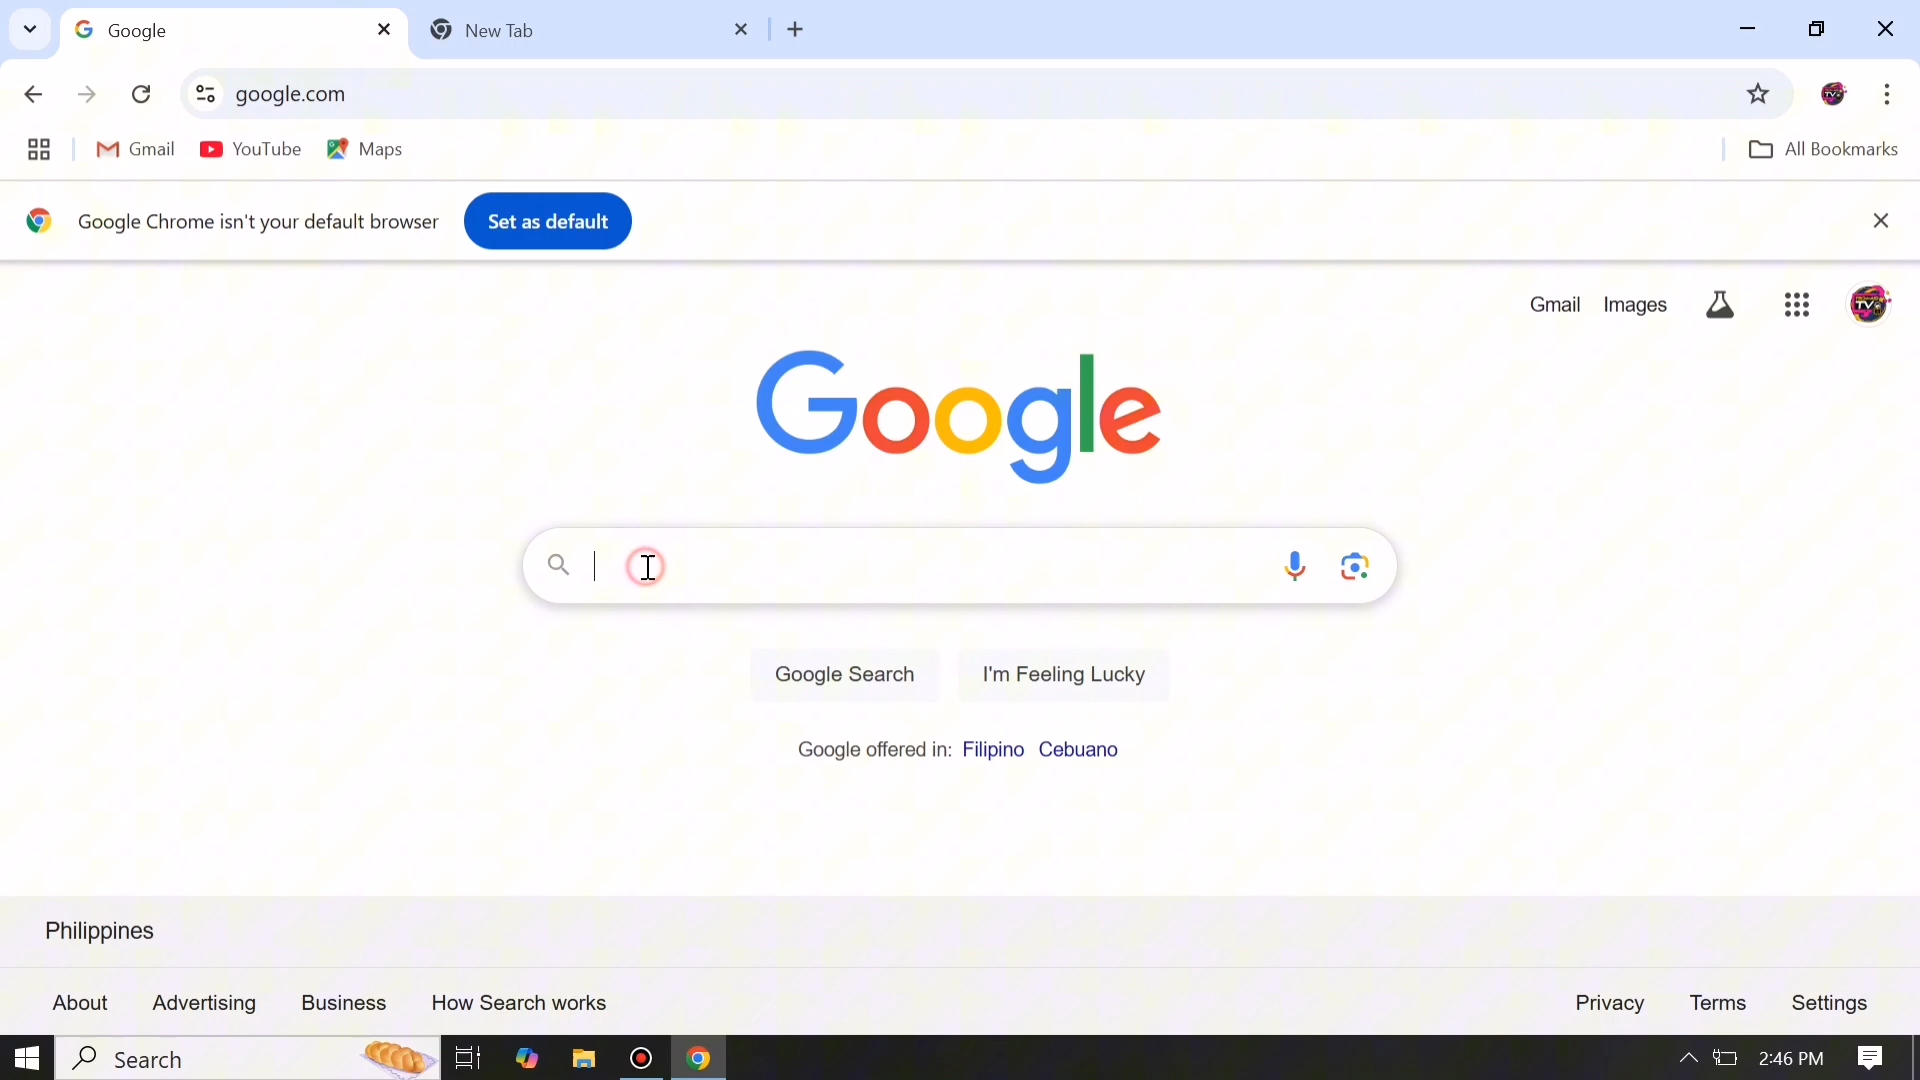 Google
New Tab
google.com
Gmail
YouTube
Maps
All Bookmarks
Google Chrome isn't your default browser
Set as default
Gmail
Images
Google
Google Search
I'm Feeling Lucky
Google offered in: Filipino Cebuano
Philippines
About
Advertising
Business
How Search works
Privacy
Terms
Settings
Search
2:46 PM